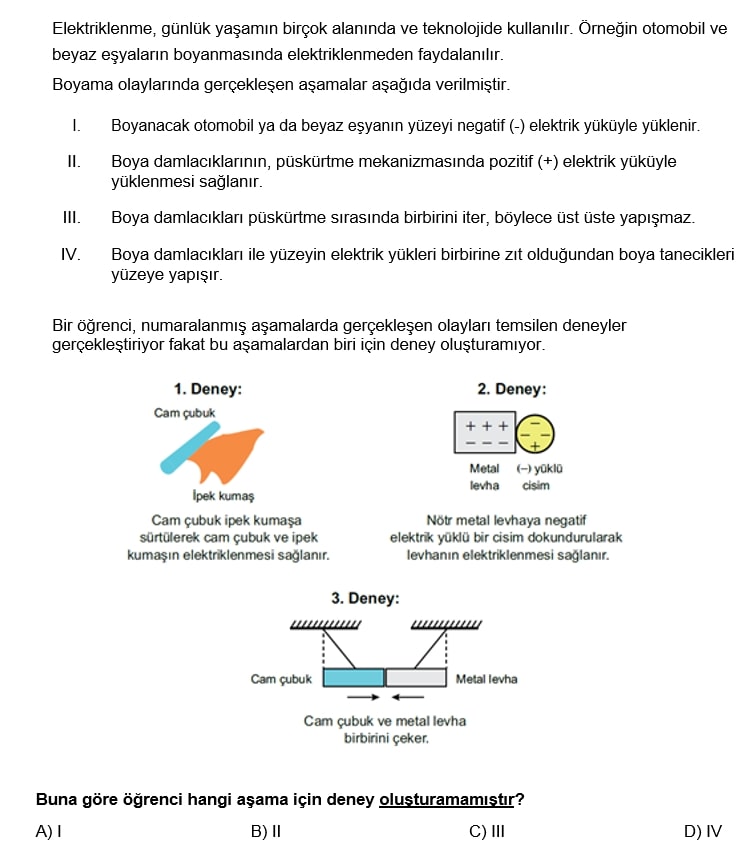 Elektriklenme, günlük yaşamın birçok alanında ve teknolojide kullanılır. Örneğin otomobil ve
beyaz eşyaların boyanmasında elektriklenmeden faydalanılır.
Boyama olaylarında gerçekleşen aşamalar aşağıda verilmiştir.
I. Boyanacak otomobil ya da beyaz eşyanın yüzeyi negatif (-) elektrik yüküyle yüklenir.
II. Boya damlacıklarının, püskürtme mekanizmasında pozitif (+) elektrik yüküyle
yüklenmesi sağlanır.
III. Boya damlacıkları püskürtme sırasında birbirini iter, böylece üst üste yapışmaz.
IV. Boya damlacıkları ile yüzeyin elektrik yükleri birbirine zıt olduğundan boya tanecikleri
yüzeye yapışır.
Bir öğrenci, numaralanmış aşamalarda gerçekleşen olayları temsilen deneyler
gerçekleştiriyor fakat bu aşamalardan biri için deney oluşturamıyor.
1. Deney:
Cam çubuk
İpek kumaş
Cam çubuk ipek kumaşa
sürtülerek cam çubuk ve ipek
kumaşın elektriklenmesi sağlanır.
2. Deney:
+ + + −
− −
− − − +
Metal (−) yüklü
levha cisim
Nötr metal levhaya negatif
elektrik yüklü bir cisim dokundurularak
levhanın elektriklenmesi sağlanır.
3. Deney:
Cam çubuk Metal levha
Cam çubuk ve metal levha
birbirini çeker.
Buna göre öğrenci hangi aşama için deney oluşturamamıştır?
A) I B) II C) III D) IV